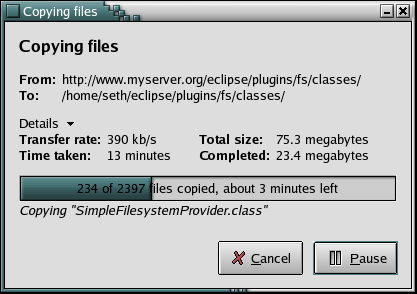 Copying files
Copying files
From: http://www.myserver.org/eclipse/plugins/fs/classes/
To: /home/seth/eclipse/plugins/fs/classes/
Details
Transfer rate: 390 kb/s Total size: 75.3 megabytes
Time taken: 13 minutes Completed: 23.4 megabytes
234 of 2397 files copied, about 3 minutes left
Copying "SimpleFilesystemProvider.class"
Cancel Pause